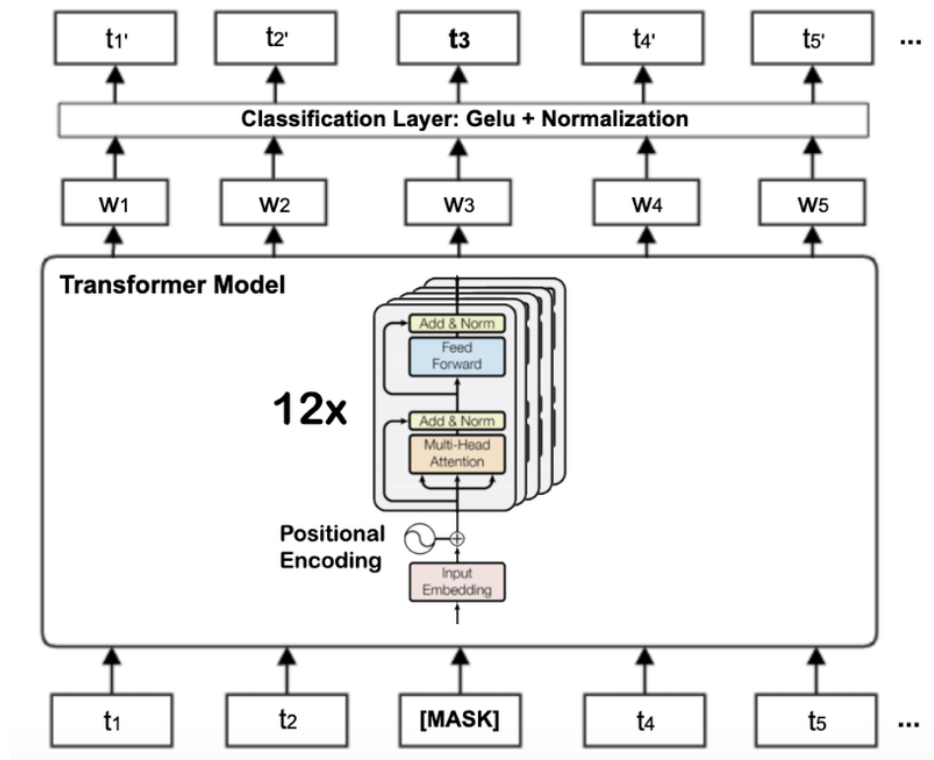 t1' t2' t3 t4' t5' ...
Classification Layer: Gelu + Normalization
w1 w2 w3 w4 w5
Transformer Model
Add & Norm
Feed
Forward
12x
Add & Norm
Multi-Head
Attention
Positional
Encoding
Input
Embedding
t1 t2 [MASK] t4 t5 ...